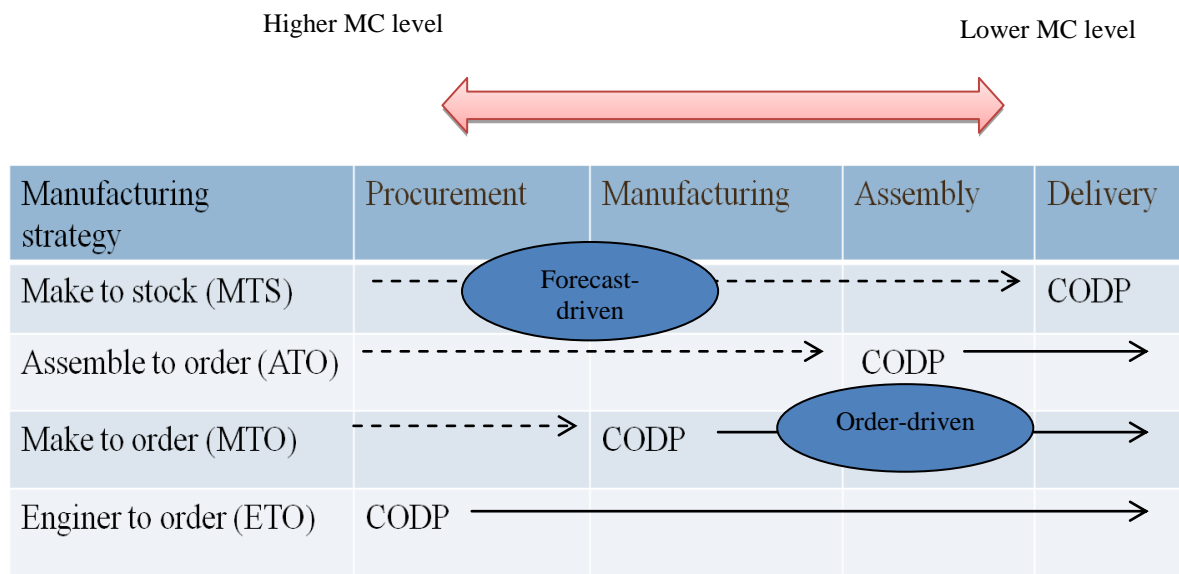 Higher MC level
Lower MC level
Manufacturing
strategy
Procurement
Manufacturing
Assembly
Delivery
Make to stock (MTS)
Forecast-
driven
CODP
Assemble to order (ATO)
CODP
Make to order (MTO)
CODP
Order-driven
Enginer to order (ETO)
CODP